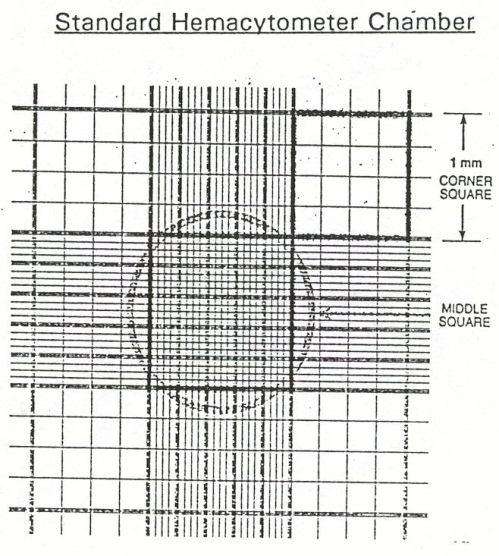 Standard Hemacytometer Chamber
1 mm
CORNER
SQUARE
MIDDLE
SQUARE